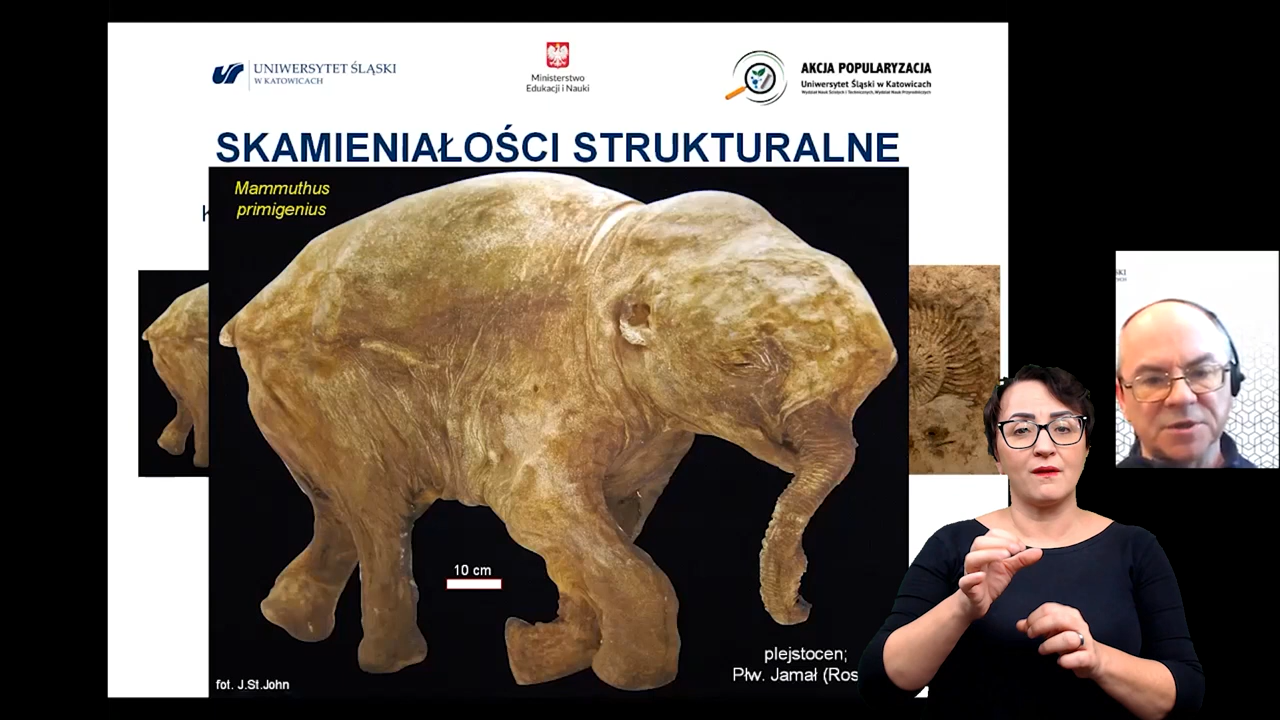 UNIWERSYTET ŚLĄSKI
W KATOWICACH
Ministerstwo
Edukacji i Nauki
AKCJA POPULARYZACJA
Uniwersytet Śląski w Katowicach
SKAMIENIAŁOŚCI STRUKTURALNE
Mammuthus
primigenius
10 cm
plejstocen;
Płw. Jamał (Ros
fot. J.St.John